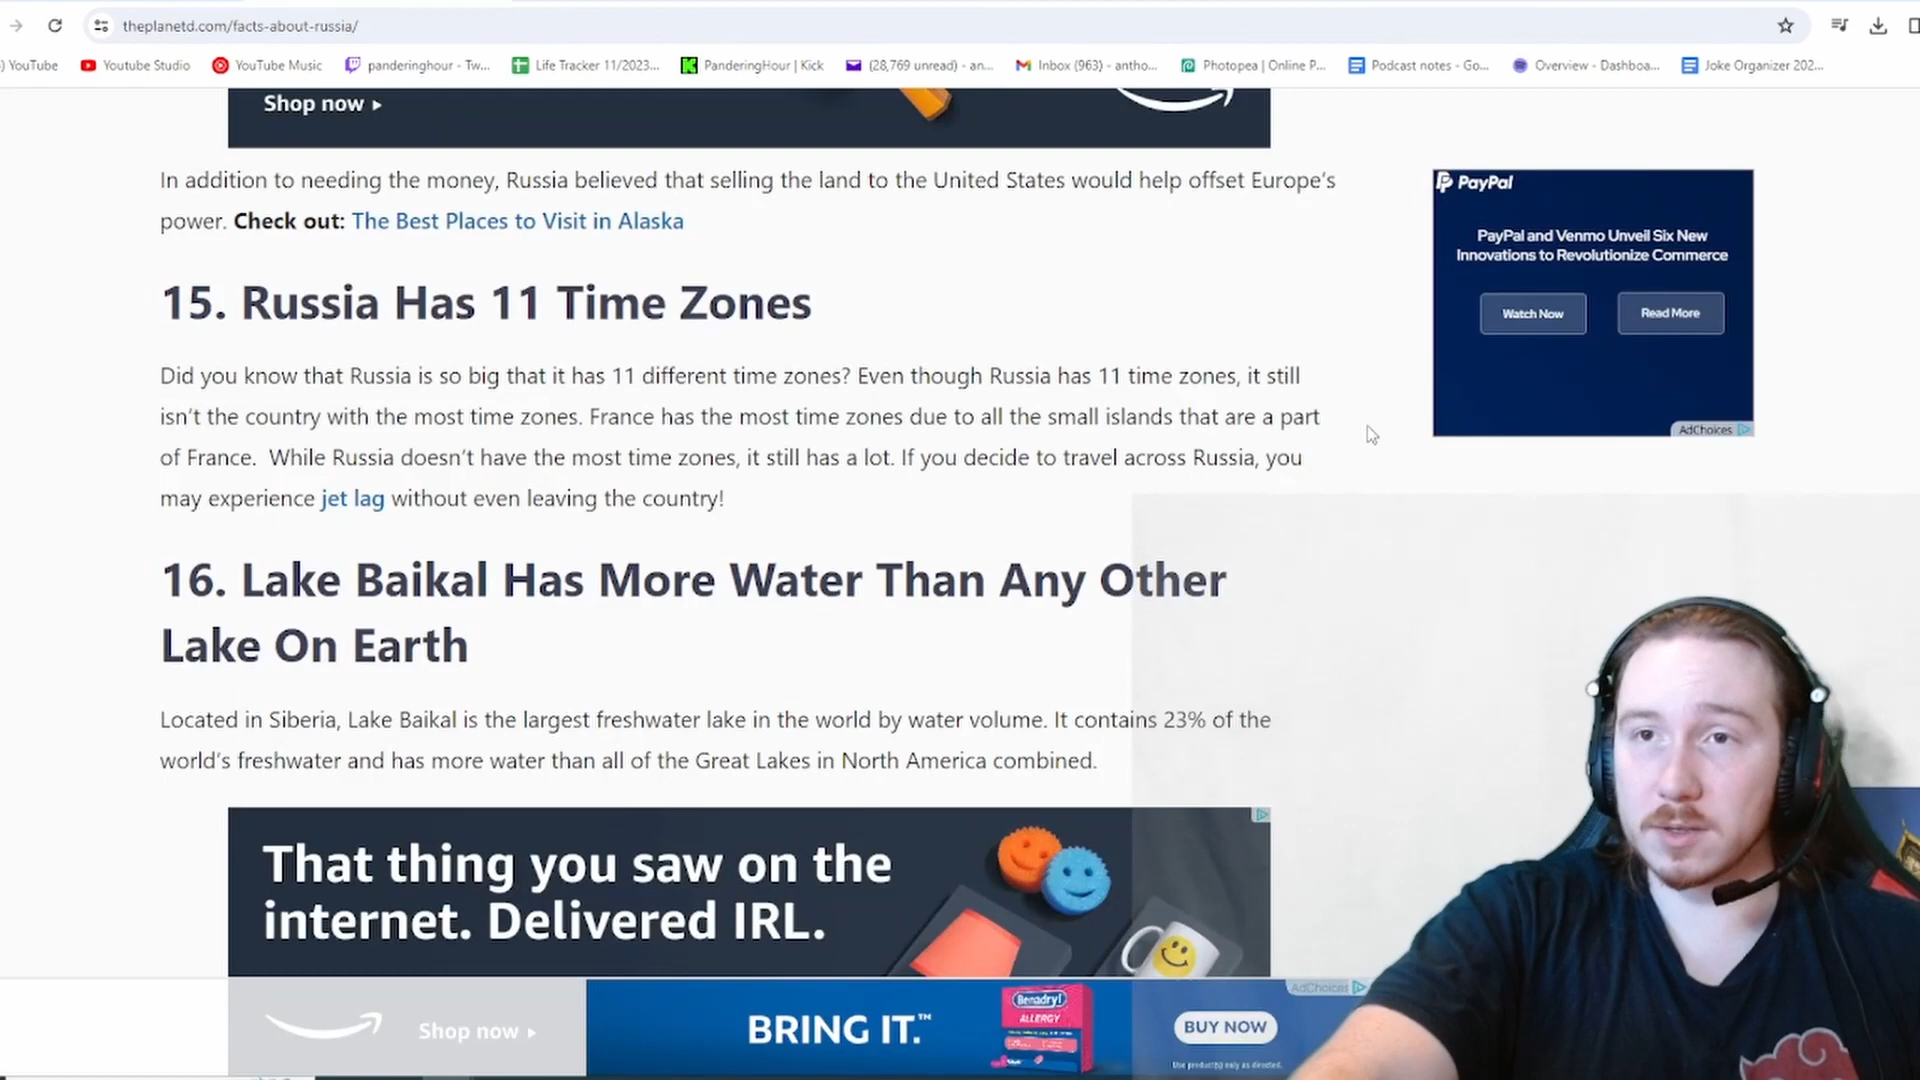 theplanetd.com/facts-about-russia/
) YouTube
Youtube Studio
YouTube Music
panderinghour - Tw...
Life Tracker 11/2023...
PanderingHour | Kick
(28,769 unread) - an...
Inbox (963) - antho...
Photopea | Online P...
Podcast notes - Go...
Overview - Dashboa...
Joke Organizer 202...
Shop now
In addition to needing the money, Russia believed that selling the land to the United States would help offset Europe's
power. Check out: The Best Places to Visit in Alaska
PayPal
PayPal and Venmo Unveil Six New
Innovations to Revolutionize Commerce
Watch Now
Read More
AdChoices
15. Russia Has 11 Time Zones
Did you know that Russia is so big that it has 11 different time zones? Even though Russia has 11 time zones, it still
isn't the country with the most time zones. France has the most time zones due to all the small islands that are a part
of France.  While Russia doesn't have the most time zones, it still has a lot. If you decide to travel across Russia, you
may experience jet lag without even leaving the country!
16. Lake Baikal Has More Water Than Any Other
Lake On Earth
Located in Siberia, Lake Baikal is the largest freshwater lake in the world by water volume. It contains 23% of the
world's freshwater and has more water than all of the Great Lakes in North America combined.
That thing you saw on the
internet. Delivered IRL.
Shop now
BRING IT.™
Benadryl
ALLERGY
AdChoices
BUY NOW
Use product(s) only as directed.